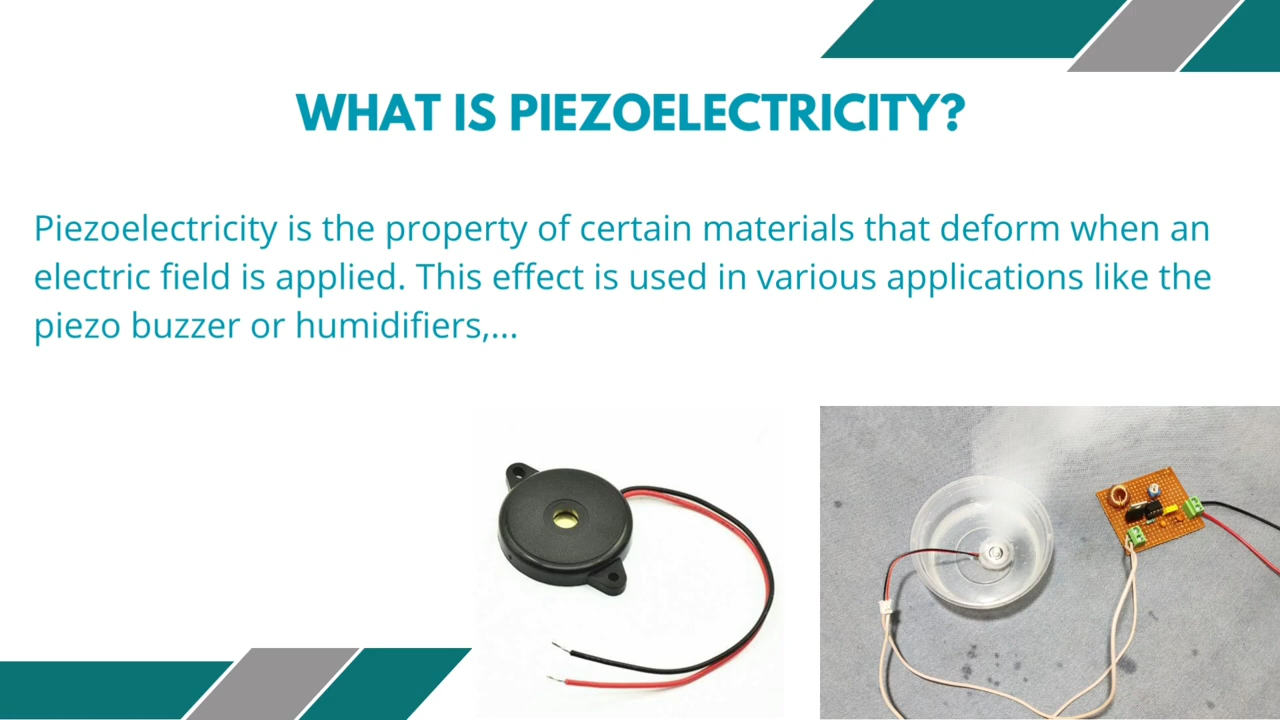 WHAT IS PIEZOELECTRICITY?
Piezoelectricity is the property of certain materials that deform when an
electric field is applied. This effect is used in various applications like the
piezo buzzer or humidifiers,...